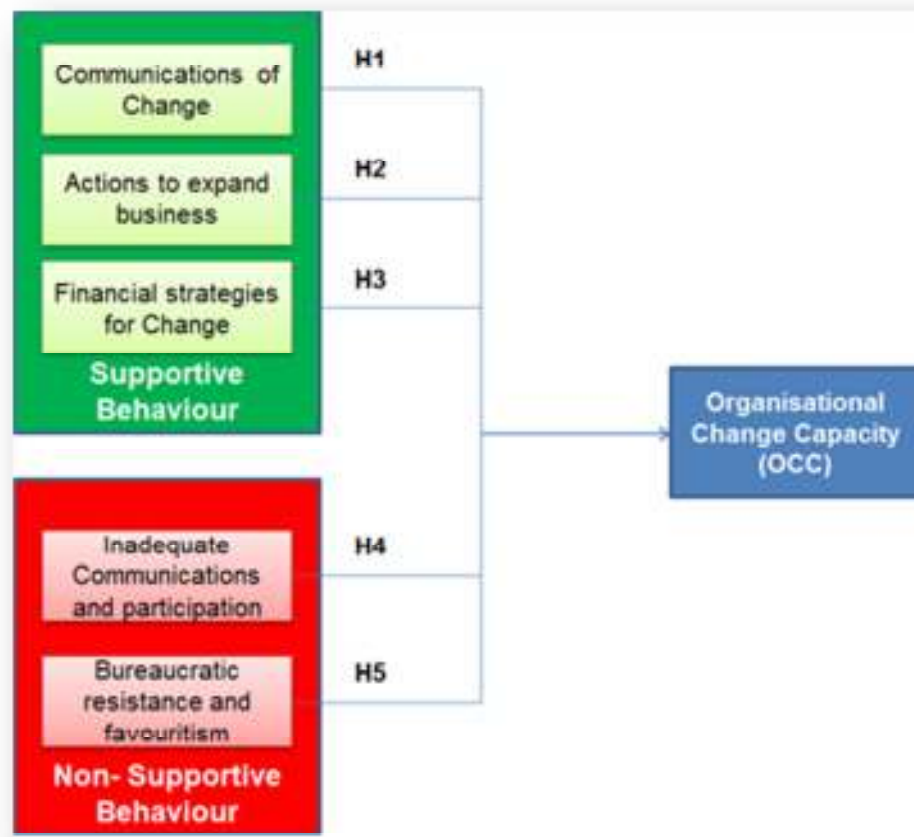 Communications of
Change
H1
Actions to expand
business
H2
Financial strategies
for Change
H3
Supportive
Behaviour
Organisational
Change Capacity
(OCC)
Inadequate
Communications
and participation
H4
Bureaucratic
resistance and
favouritism
H5
Non- Supportive
Behaviour